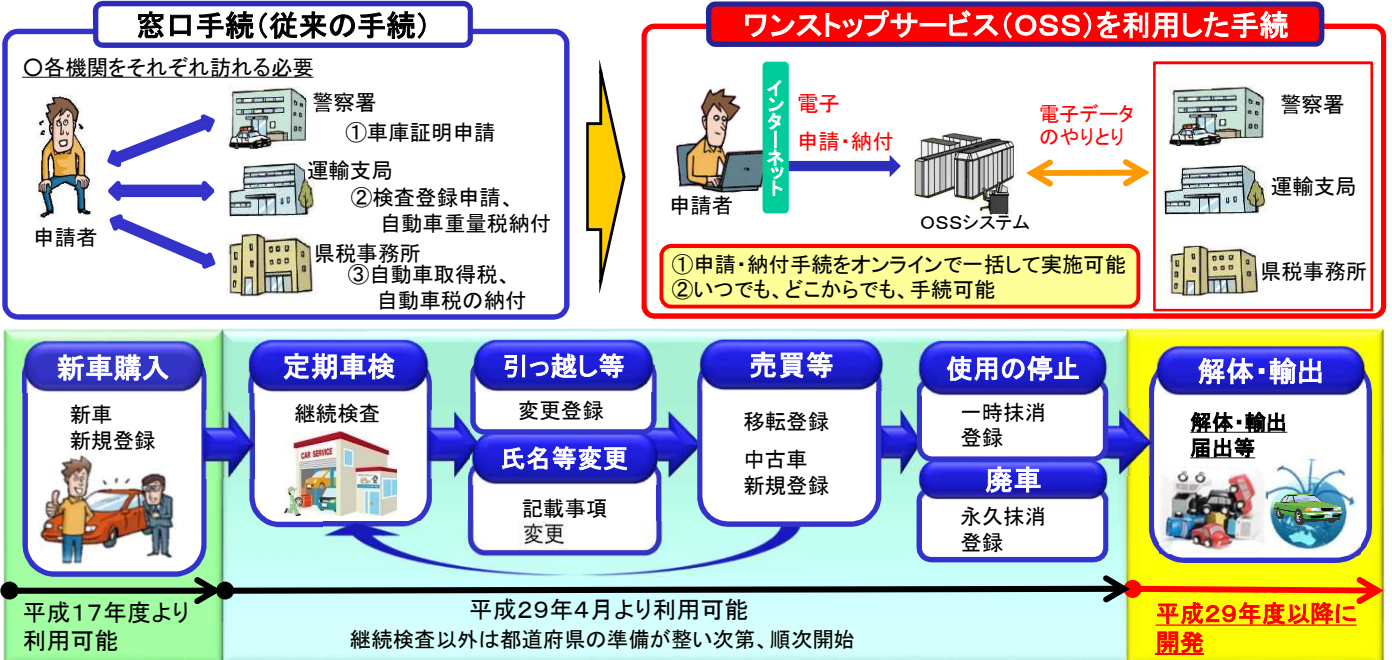 窓口手続(従来の手続)
〇各機関をそれぞれ訪れる必要
申請者
警察署
①車庫証明申請
運輸支局
②検査登録申請、
自動車重量税納付
県税事務所
③自動車取得税、
自動車税の納付
ワンストップサービス(OSS)を利用した手続
申請者
インターネット
電子
申請・納付
OSSシステム
電子データ
のやりとり
警察署
運輸支局
県税事務所
①申請・納付手続をオンラインで一括して実施可能
②いつでも、どこからでも、手続可能
新車購入
新車
新規登録
定期車検
継続検査
CAR SERVICE
引っ越し等
変更登録
氏名等変更
記載事項
変更
売買等
移転登録
中古車
新規登録
使用の停止
一時抹消
登録
廃車
永久抹消
登録
解体・輸出
解体・輸出
届出等
平成17年度より
利用可能
平成29年4月より利用可能
継続検査以外は都道府県の準備が整い次第、順次開始
平成29年度以降に
開発